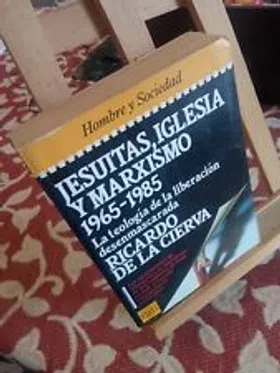 Hombre y Sociedad
JESUITAS, IGLESIA
Y MARXISMO
1965-1985
La teología de la liberación
desenmascarada
RICARDO
DE LA CIERVA